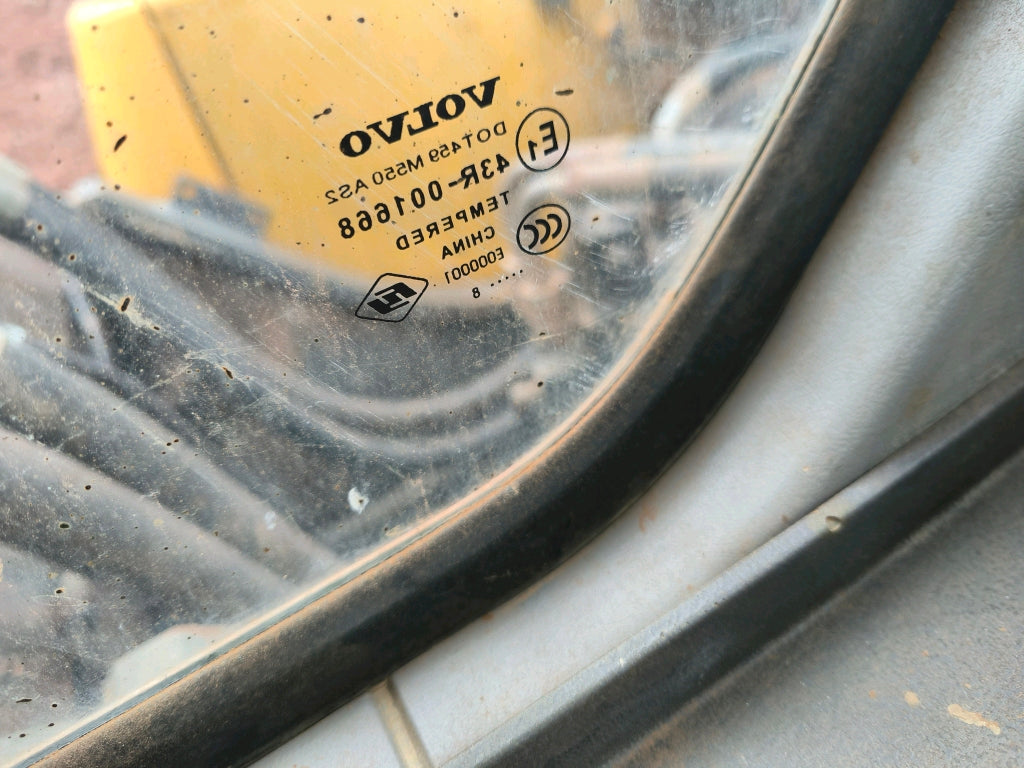 VOLVO
E1
DOT459 M550 AS2
43R-001668
TEMPERED
CCC
CHINA
E000001
..... 8